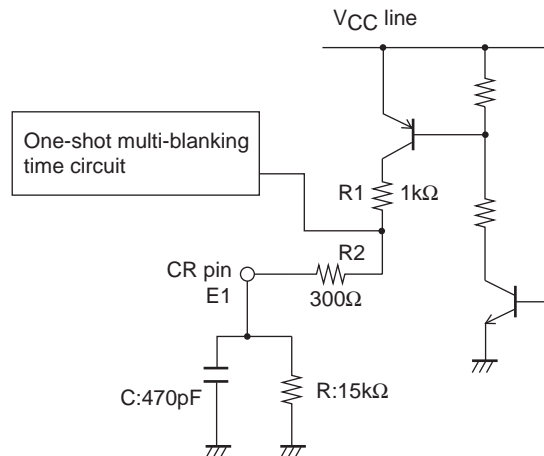 VCC line
One-shot multi-blanking
time circuit
R1 1kΩ
R2
CR pin
E1
300Ω
C:470pF
R:15kΩ